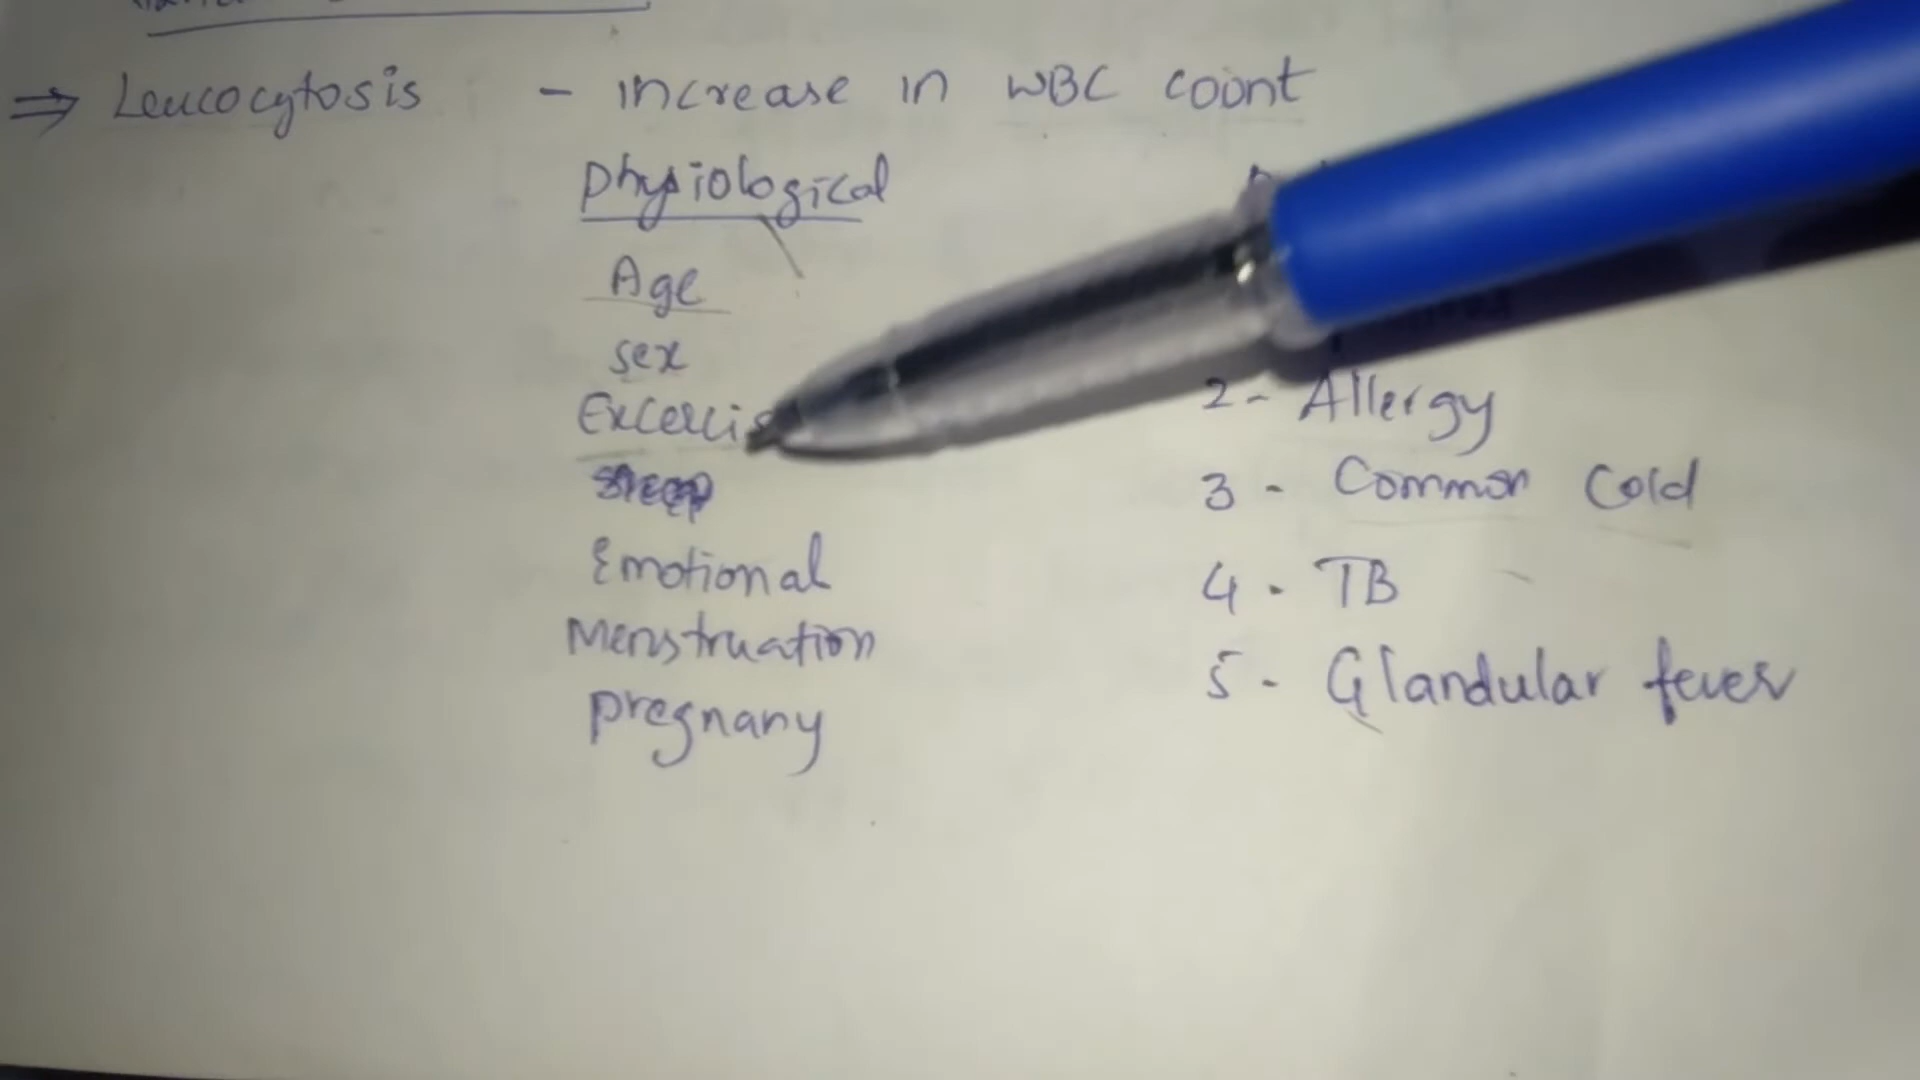 ⇒ Leucocytosis - increase in WBC count
Physiological
Age
sex
Emotional
Menstruation
Pregnany
2 - Allergy
3 - Common Cold
4 - TB
5 - Glandular fever